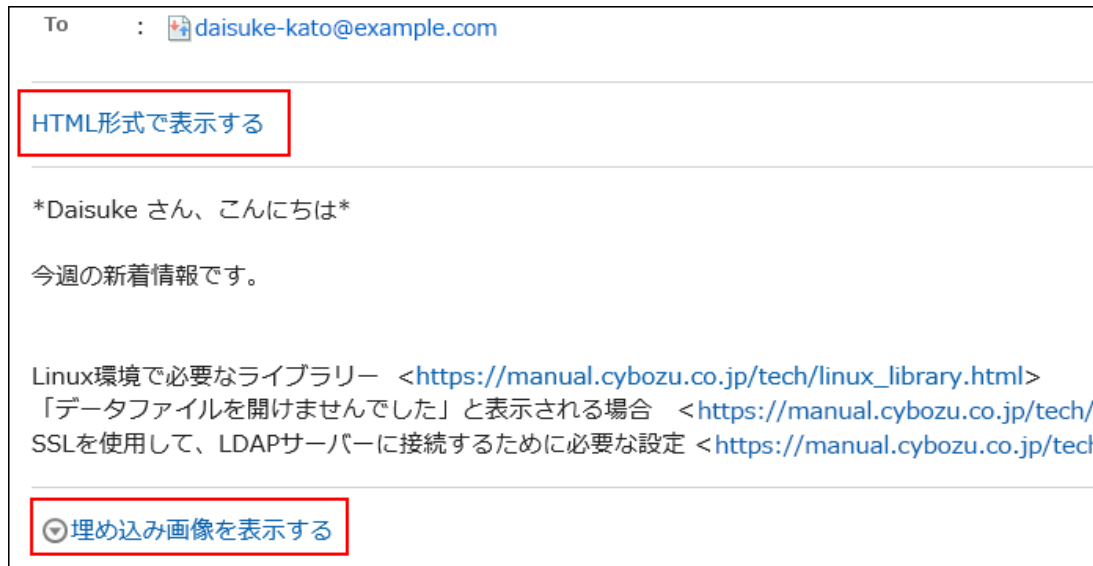 To : daisuke-kato@example.com
HTML形式で表示する
*Daisuke さん、こんにちは*
今週の新着情報です。
Linux環境で必要なライブラリー <https://manual.cybozu.co.jp/tech/linux_library.html>
「データファイルを開けませんでした」と表示される場合 <https://manual.cybozu.co.jp/tech/
SSLを使用して、LDAPサーバーに接続するために必要な設定 <https://manual.cybozu.co.jp/tech
埋め込み画像を表示する